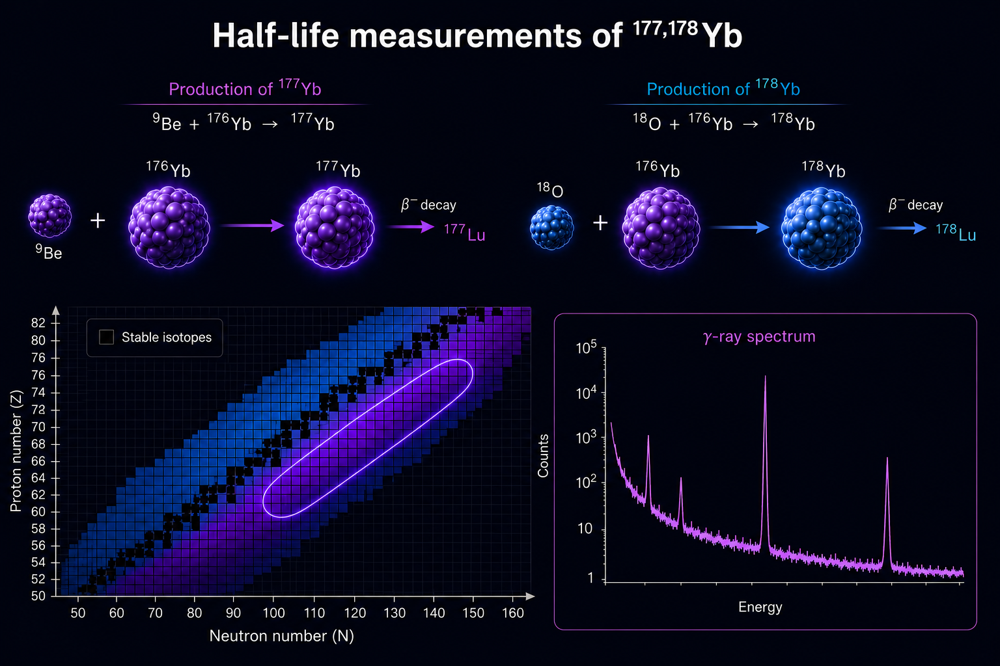 Half-life measurements of ¹⁷⁷,¹⁷⁸Yb
Production of ¹⁷⁷Yb
⁹Be + ¹⁷⁶Yb → ¹⁷⁷Yb
¹⁷⁶Yb
¹⁷⁷Yb
⁹Be
+
β⁻ decay
¹⁷⁷Lu
Production of ¹⁷⁸Yb
¹⁸O + ¹⁷⁶Yb → ¹⁷⁸Yb
¹⁸O
+
¹⁷⁶Yb
¹⁷⁸Yb
β⁻ decay
¹⁷⁸Lu
Stable isotopes
Proton number (Z)
82
80
76
76
74
72
70
68
66
64
62
60
58
56
54
52
50
50 60 70 80 90 100 110 120 130 140 150 160
Neutron number (N)
γ-ray spectrum
Counts
10⁵
10⁴
10³
10²
10
1
Energy